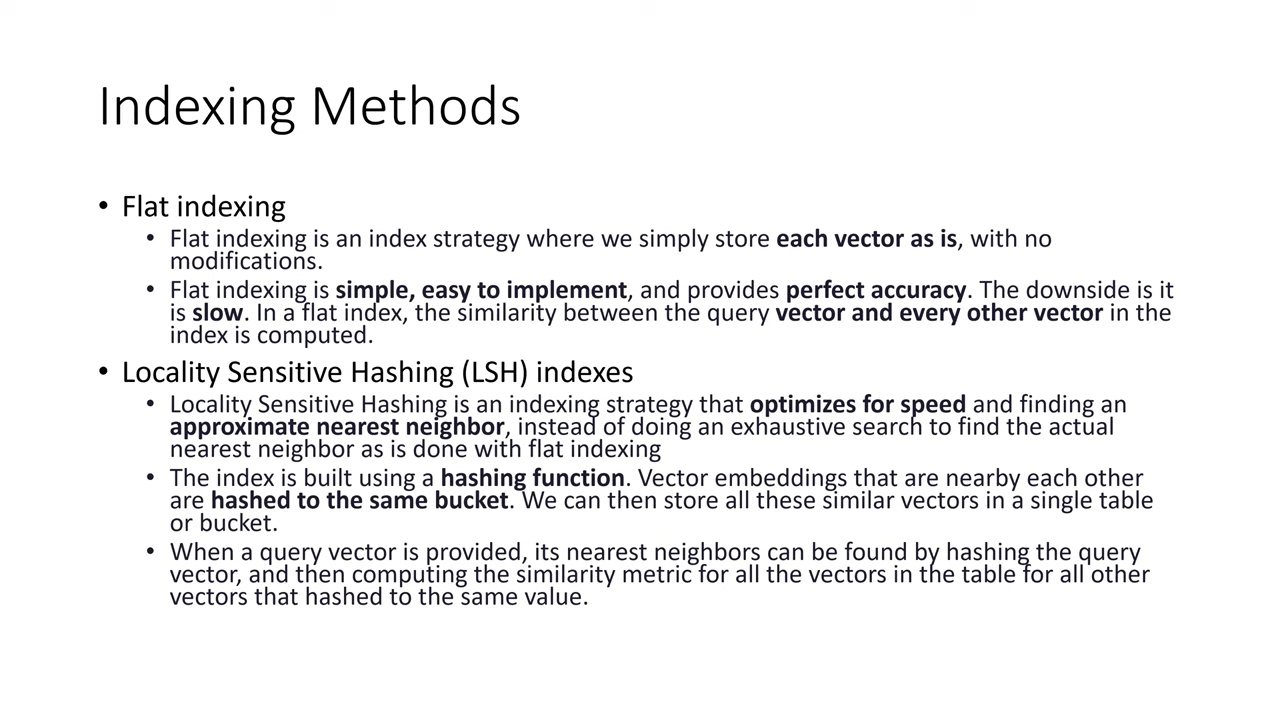 Indexing Methods
• Flat indexing
• Flat indexing is an index strategy where we simply store each vector as is, with no
modifications.
• Flat indexing is simple, easy to implement, and provides perfect accuracy. The downside is it
is slow. In a flat index, the similarity between the query vector and every other vector in the
index is computed.
• Locality Sensitive Hashing (LSH) indexes
• Locality Sensitive Hashing is an indexing strategy that optimizes for speed and finding an
approximate nearest neighbor, instead of doing an exhaustive search to find the actual
nearest neighbor as is done with flat indexing
• The index is built using a hashing function. Vector embeddings that are nearby each other
are hashed to the same bucket. We can then store all these similar vectors in a single table
or bucket.
• When a query vector is provided, its nearest neighbors can be found by hashing the query
vector, and then computing the similarity metric for all the vectors in the table for all other
vectors that hashed to the same value.